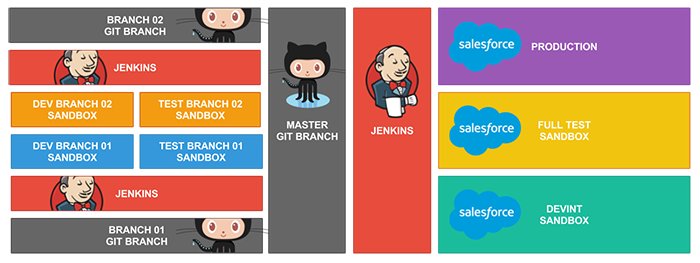 BRANCH 02
GIT BRANCH
JENKINS
DEV BRANCH 02
SANDBOX
TEST BRANCH 02
SANDBOX
DEV BRANCH 01
SANDBOX
TEST BRANCH 01
SANDBOX
JENKINS
BRANCH 01
GIT BRANCH
MASTER
GIT BRANCH
JENKINS
salesforce
PRODUCTION
salesforce
FULL TEST
SANDBOX
salesforce
DEVINT
SANDBOX